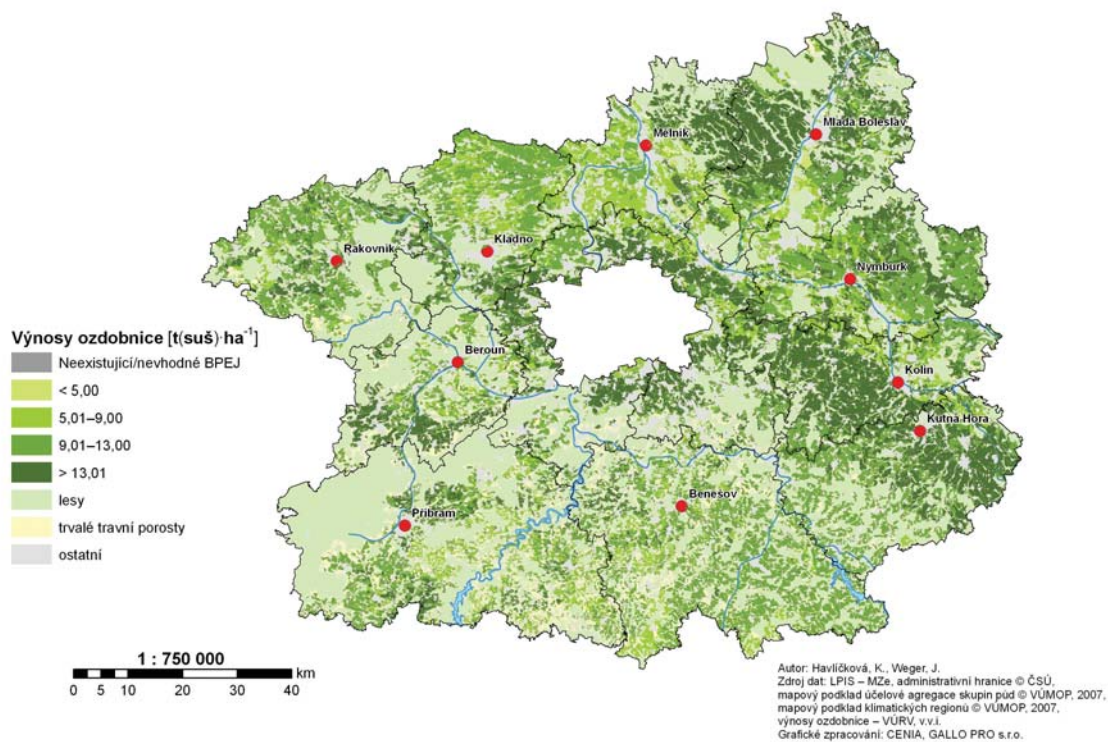 Mělník
Mladá Boleslav
Kladno
Rakovník
Nymburk
Beroun
Kolín
Kutná Hora
Benešov
Příbram
Výnosy ozdobnice [t(suš)·ha⁻¹]
Neexistující/nevhodné BPEJ
< 5,00
5,01–9,00
9,01–13,00
> 13,01
lesy
trvalé travní porosty
ostatní
1 : 750 000
km
0 5 10 20 30 40
Autor: Havlíčková, K., Weger, J.
Zdroj dat: LPIS – MZe, administrativní hranice © ČSÚ,
mapový podklad účelové agregace skupin půd © VÚMOP, 2007,
mapový podklad klimatických regionů © VÚMOP, 2007,
výnosy ozdobnice – VÚRV, v.v.i.
Grafické zpracování: CENIA, GALLO PRO s.r.o.